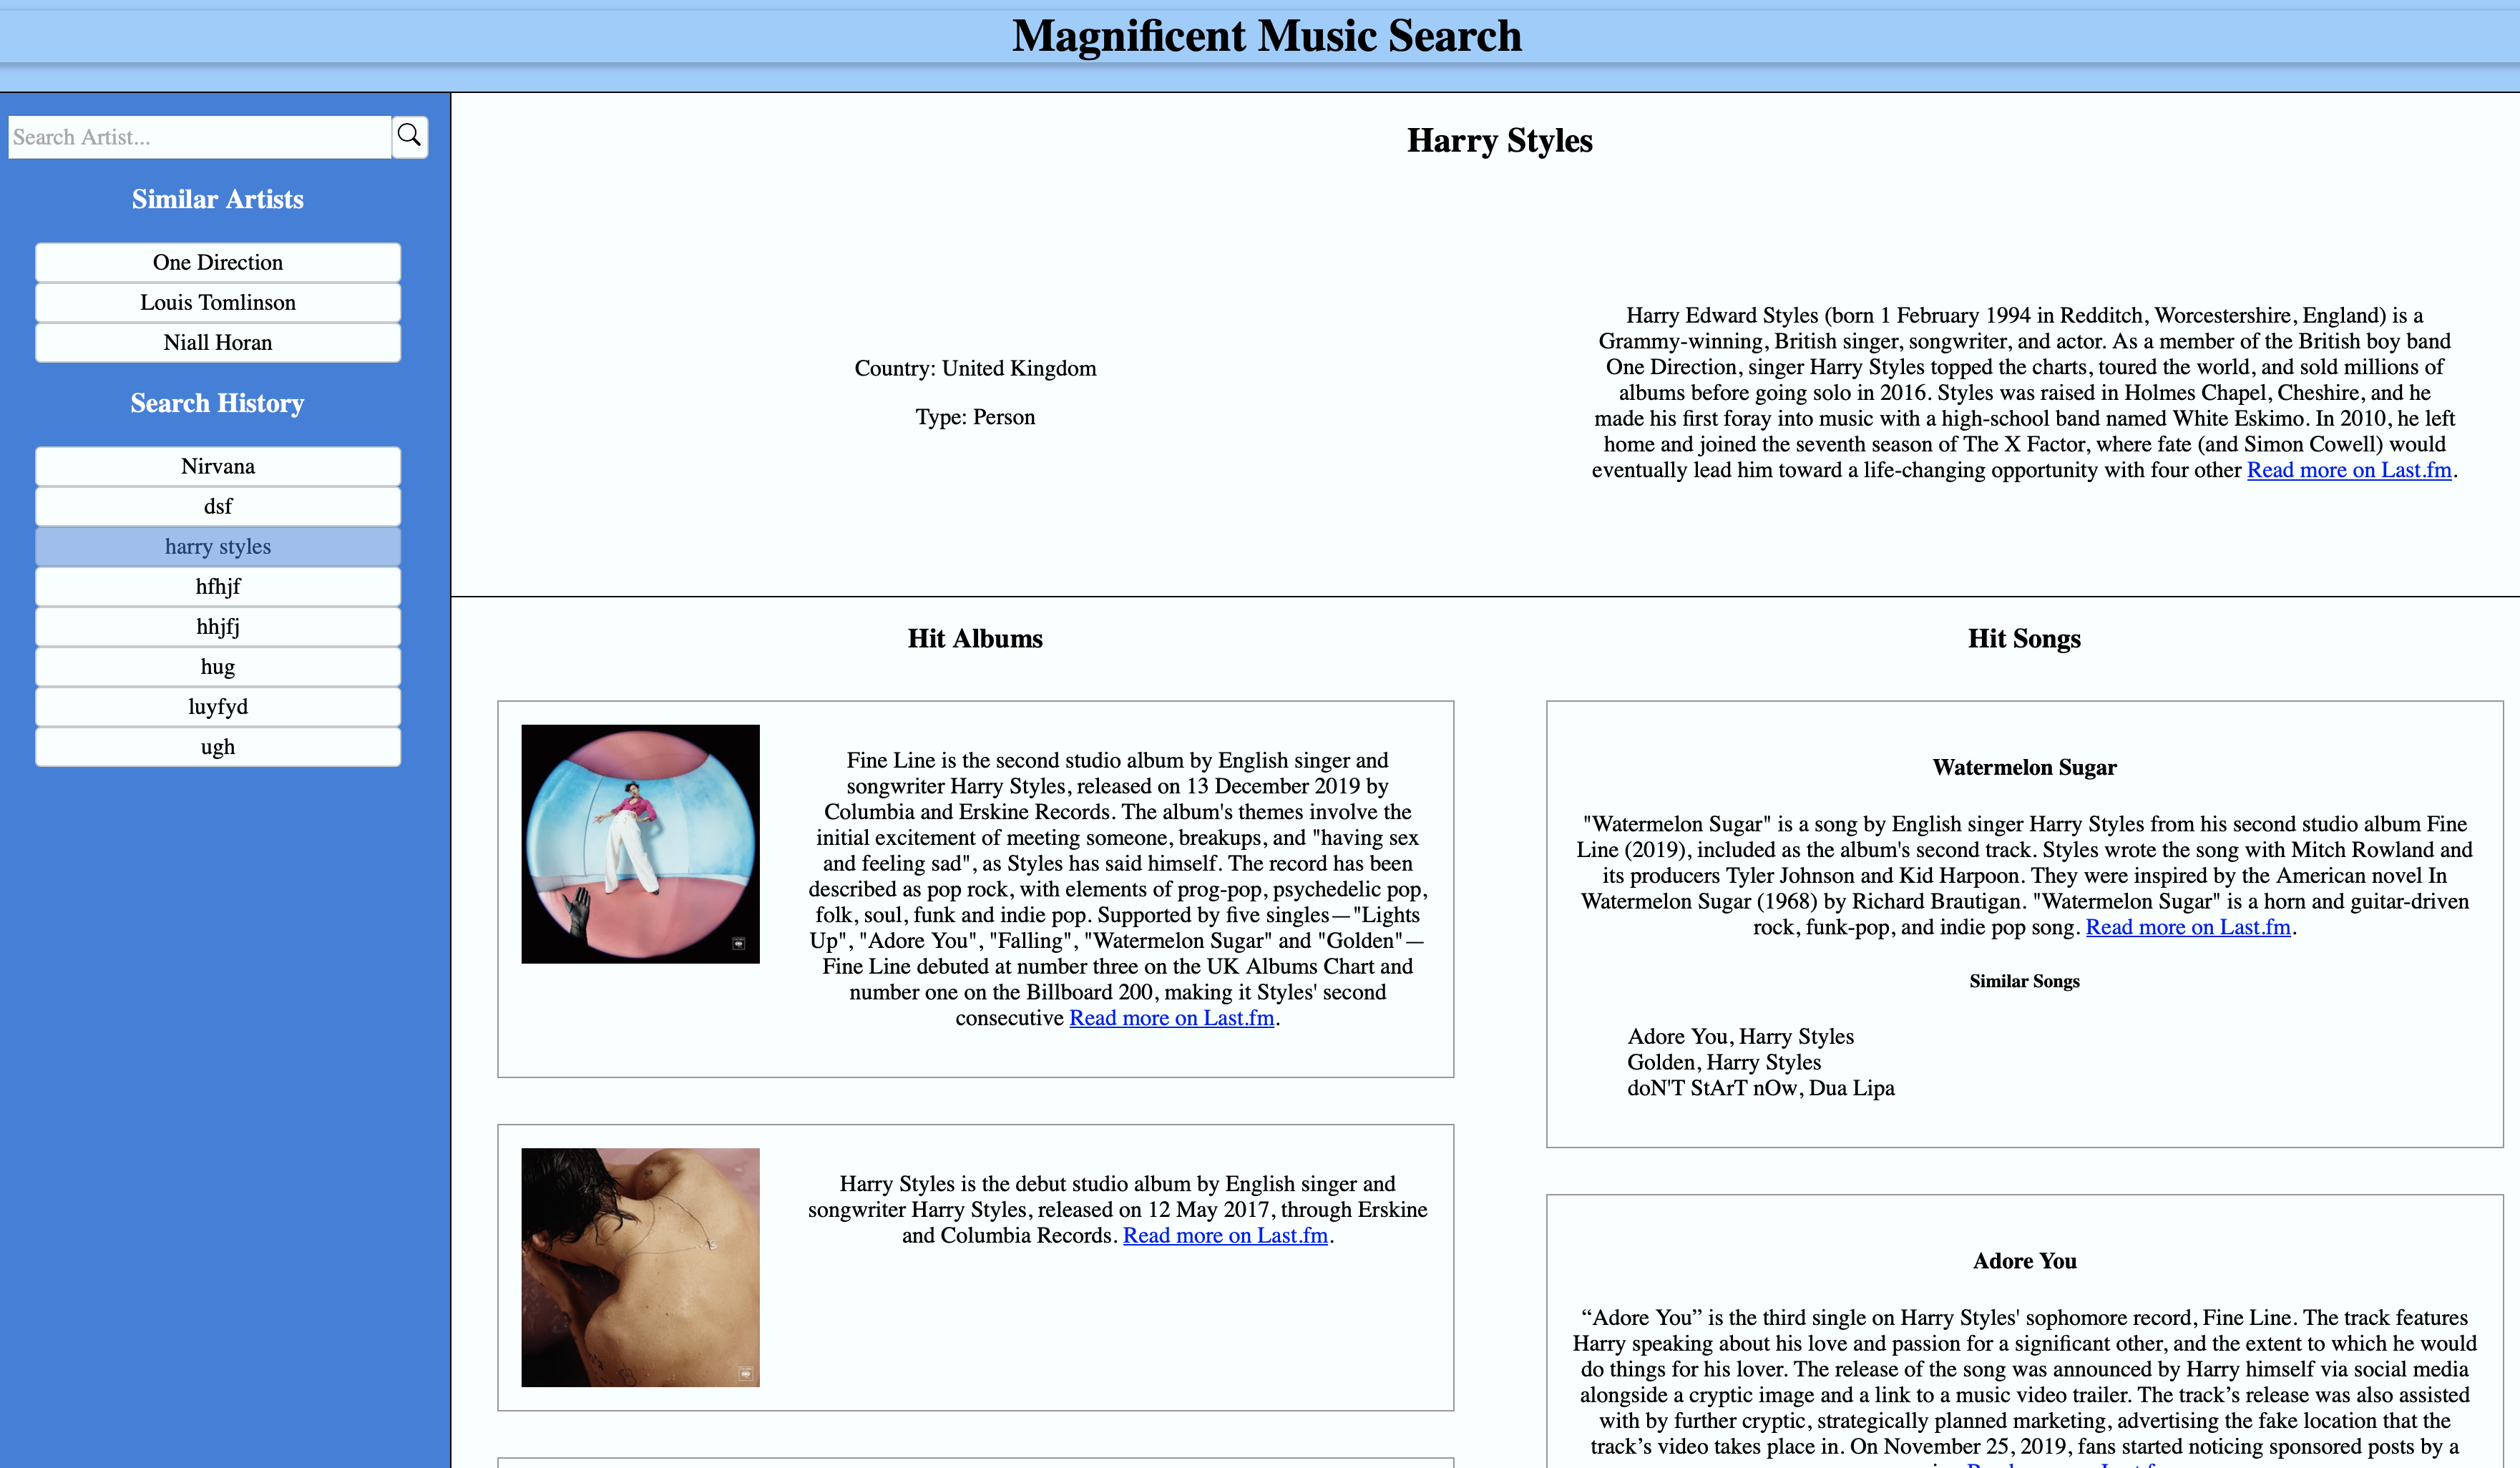 Magnificent Music Search
Search Artist...
Similar Artists
One Direction
Louis Tomlinson
Niall Horan
Search History
Nirvana
dsf
harry styles
hfhjf
hhjfj
hug
luyfyd
ugh
Harry Styles
Country: United Kingdom
Type: Person
Harry Edward Styles (born 1 February 1994 in Redditch, Worcestershire, England) is a
Grammy-winning, British singer, songwriter, and actor. As a member of the British boy band
One Direction, singer Harry Styles topped the charts, toured the world, and sold millions of
albums before going solo in 2016. Styles was raised in Holmes Chapel, Cheshire, and he
made his first foray into music with a high-school band named White Eskimo. In 2010, he left
home and joined the seventh season of The X Factor, where fate (and Simon Cowell) would
eventually lead him toward a life-changing opportunity with four other Read more on Last.fm.
Hit Albums
Fine Line is the second studio album by English singer and
songwriter Harry Styles, released on 13 December 2019 by
Columbia and Erskine Records. The album's themes involve the
initial excitement of meeting someone, breakups, and "having sex
and feeling sad", as Styles has said himself. The record has been
described as pop rock, with elements of prog-pop, psychedelic pop,
folk, soul, funk and indie pop. Supported by five singles—"Lights
Up", "Adore You", "Falling", "Watermelon Sugar" and "Golden"—
Fine Line debuted at number three on the UK Albums Chart and
number one on the Billboard 200, making it Styles' second
consecutive Read more on Last.fm.
Harry Styles is the debut studio album by English singer and
songwriter Harry Styles, released on 12 May 2017, through Erskine
and Columbia Records. Read more on Last.fm.
Hit Songs
Watermelon Sugar
"Watermelon Sugar" is a song by English singer Harry Styles from his second studio album Fine
Line (2019), included as the album's second track. Styles wrote the song with Mitch Rowland and
its producers Tyler Johnson and Kid Harpoon. They were inspired by the American novel In
Watermelon Sugar (1968) by Richard Brautigan. "Watermelon Sugar" is a horn and guitar-driven
rock, funk-pop, and indie pop song. Read more on Last.fm.
Similar Songs
Adore You, Harry Styles
Golden, Harry Styles
doN'T StArT nOw, Dua Lipa
Adore You
“Adore You” is the third single on Harry Styles' sophomore record, Fine Line. The track features
Harry speaking about his love and passion for a significant other, and the extent to which he would
do things for his lover. The release of the song was announced by Harry himself via social media
alongside a cryptic image and a link to a music video trailer. The track’s release was also assisted
with by further cryptic, strategically planned marketing, advertising the fake location that the
track’s video takes place in. On November 25, 2019, fans started noticing sponsored posts by a